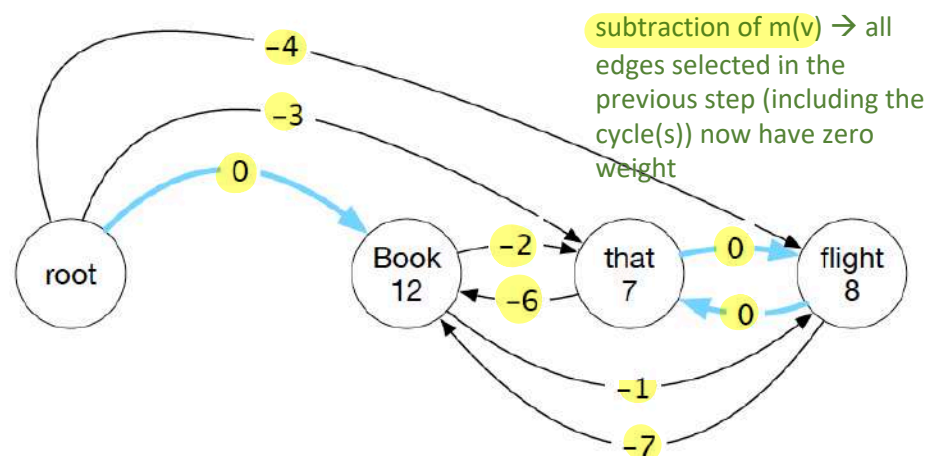 subtraction of m(v) → all
edges selected in the
previous step (including the
cycle(s)) now have zero
weight
-4
-3
0
root
Book
12
-2
-6
that
7
0
0
flight
8
-1
-7